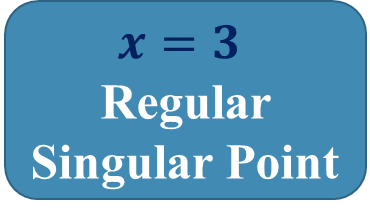 x = 3
Regular
Singular Point